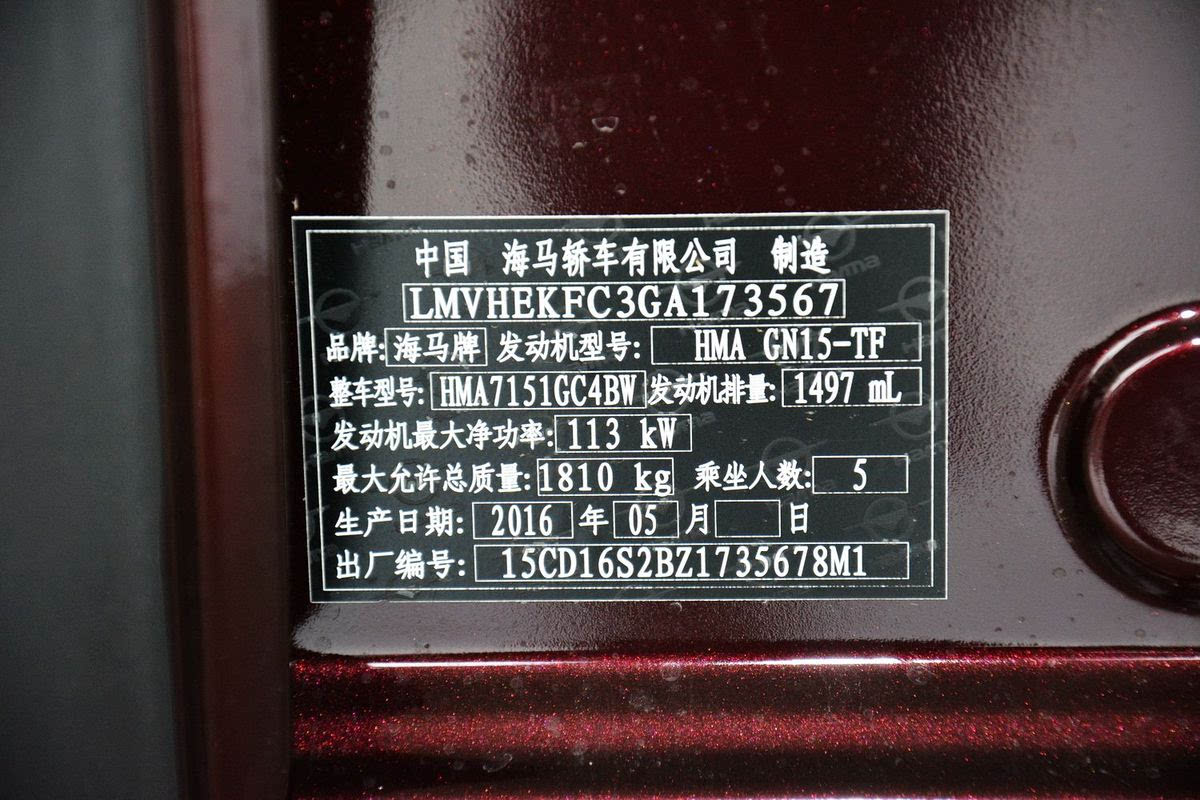 中国 海马轿车有限公司 制造
LMVHEKFC3GA173567
品牌: 海马牌 发动机型号: HMA GN15-TF
整车型号: HMA7151GC4BW 发动机排量: 1497 mL
发动机最大净功率: 113 kW
最大允许总质量: 1810 kg 乘坐人数: 5
生产日期: 2016 年 05 月 日
出厂编号: 15CD16S2BZ1735678M1